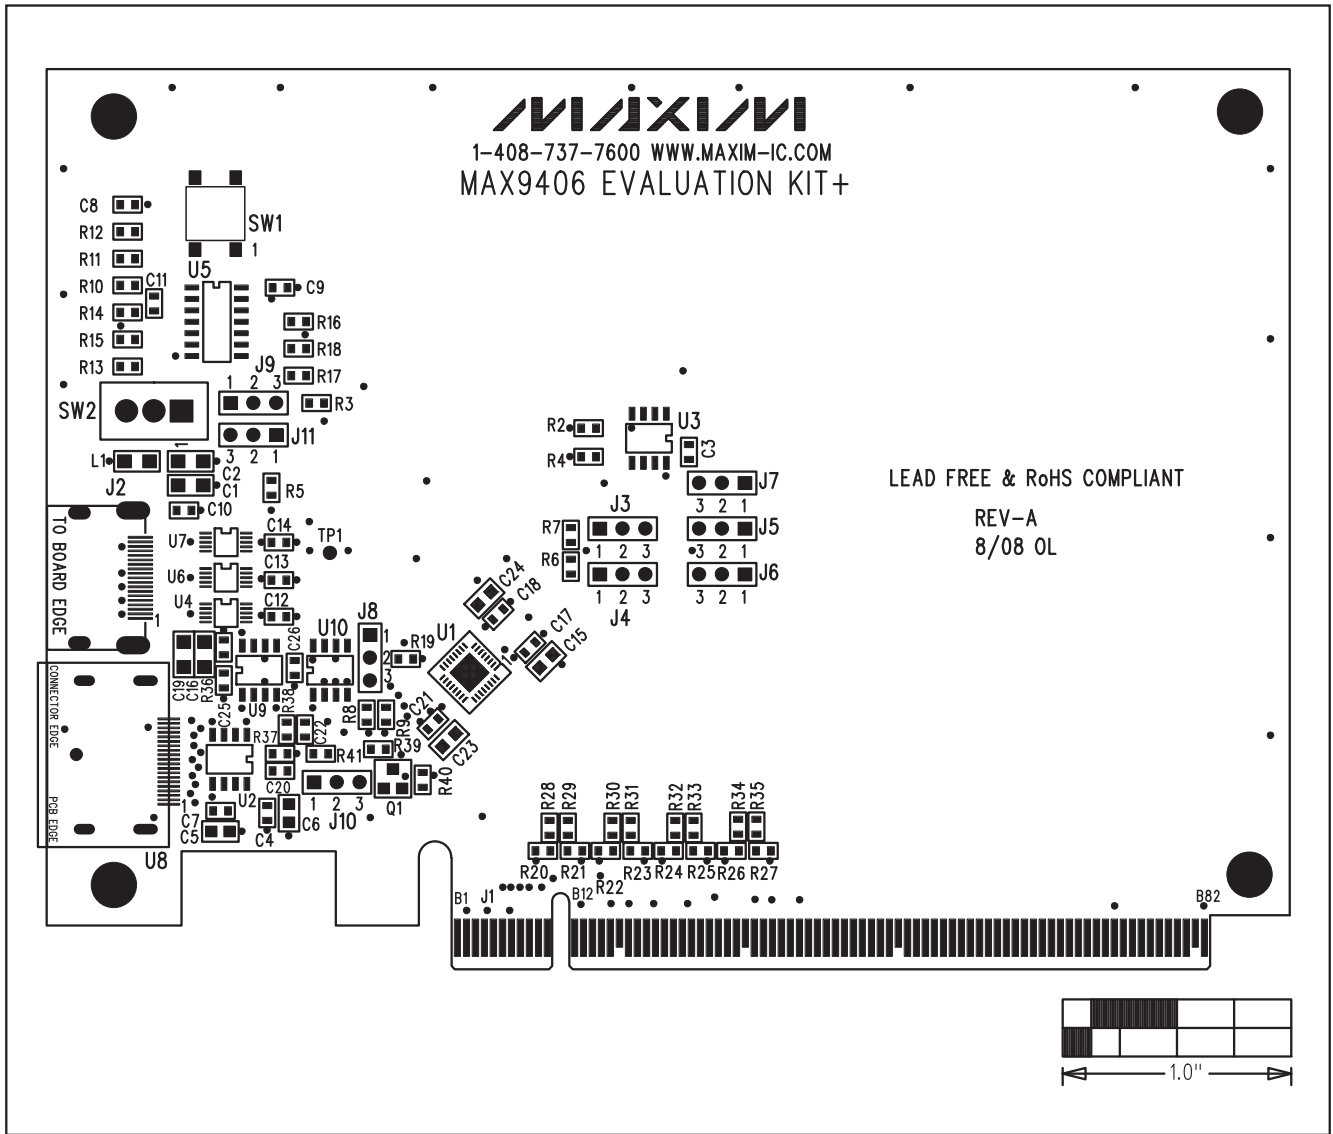 MAXIM
1-408-737-7600 WWW.MAXIM-IC.COM
MAX9406 EVALUATION KIT+
C8
SW1
R12
1
R11
U5
R10
C11
C9
R14
R16
R15
R18
R13
J9
R17
1 2 3
SW2
R3
J11
3 2 1
R2
U3
L1
1
C2
R4
C3
J2
C1
R5
J7
LEAD FREE & RoHS COMPLIANT
C10
J3
3 2 1
TO BOARD EDGE
U7
C14
TP1
R7
J5
REV-A
1 2 3
3 2 1
8/08 OL
U6
C13
R6
J6
C24
1 2 3
3 2 1
U4
C12
C18
J4
1
J8
U10
U1
C17
C26
1
R19
C15
2
1
CONNECTOR EDGE
3
C19
C16
R36
C25
U9
R38
R8
R9
C21
C22
R37
R41
R39
C23
C20
R40
PCB EDGE
U2
1 2 3
Q1
1
C7
C5
C4
C6
J10
R28
R29
R30
R31
R32
R33
R34
R35
U8
R20
R21
R22
R23
R24
R25
R26
R27
B1
J1
B12
B82
1.0"